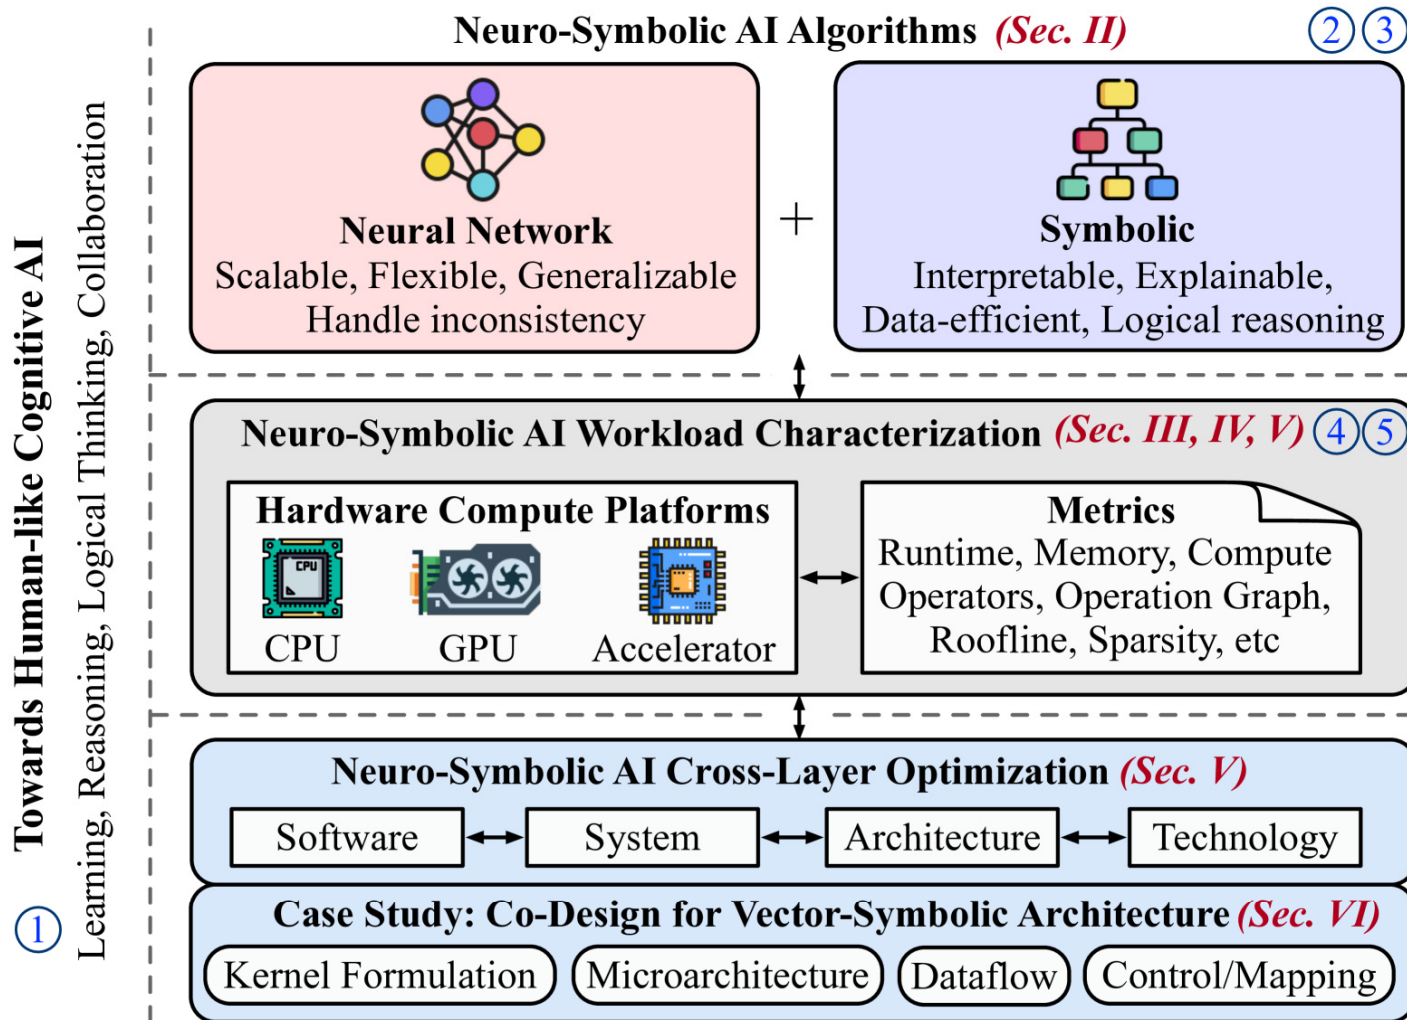 Towards Human-like Cognitive AI
Learning, Reasoning, Logical Thinking, Collaboration
1
Neuro-Symbolic AI Algorithms (Sec. II)
2 3
Neural Network
Scalable, Flexible, Generalizable
Handle inconsistency
+
Symbolic
Interpretable, Explainable,
Data-efficient, Logical reasoning
Neuro-Symbolic AI Workload Characterization (Sec. III, IV, V) 4 5
Hardware Compute Platforms
CPU
CPU
GPU
Accelerator
Metrics
Runtime, Memory, Compute
Operators, Operation Graph,
Roofline, Sparsity, etc
Neuro-Symbolic AI Cross-Layer Optimization (Sec. V)
Software
System
Architecture
Technology
Case Study: Co-Design for Vector-Symbolic Architecture (Sec. VI)
Kernel Formulation
Microarchitecture
Dataflow
Control/Mapping